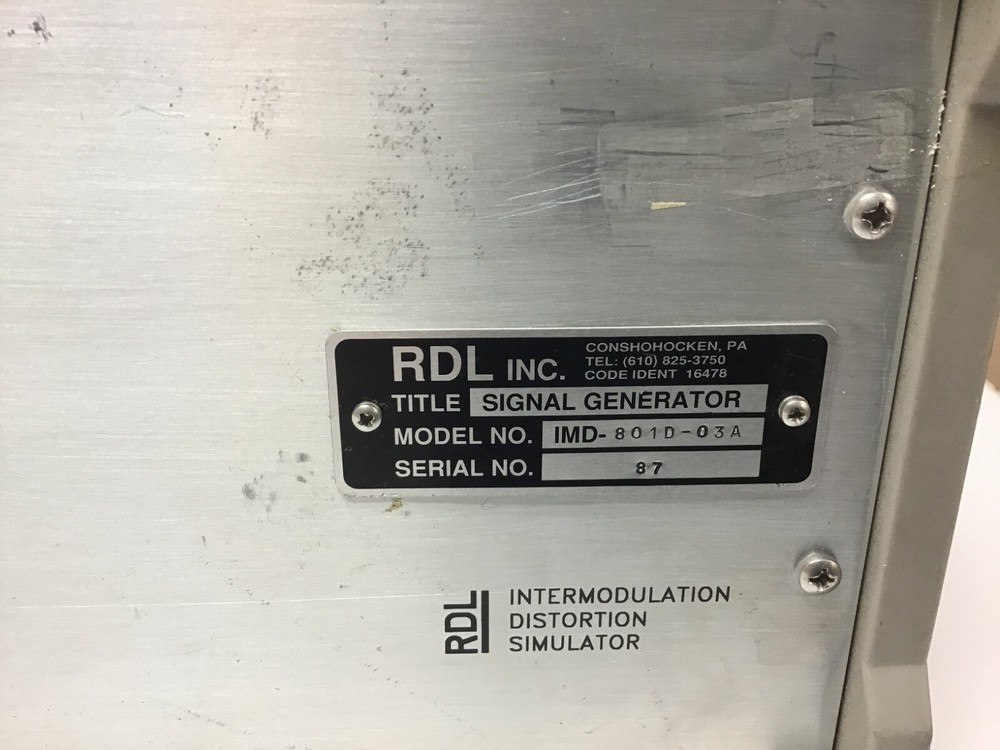 RDL INC.
CONSHOHOCKEN, PA
TEL: (610) 825-3750
CODE IDENT 16478
TITLE SIGNAL GENERATOR
MODEL NO. IMD-801D-03A
SERIAL NO. 87
RDL
INTERMODULATION
DISTORTION
SIMULATOR